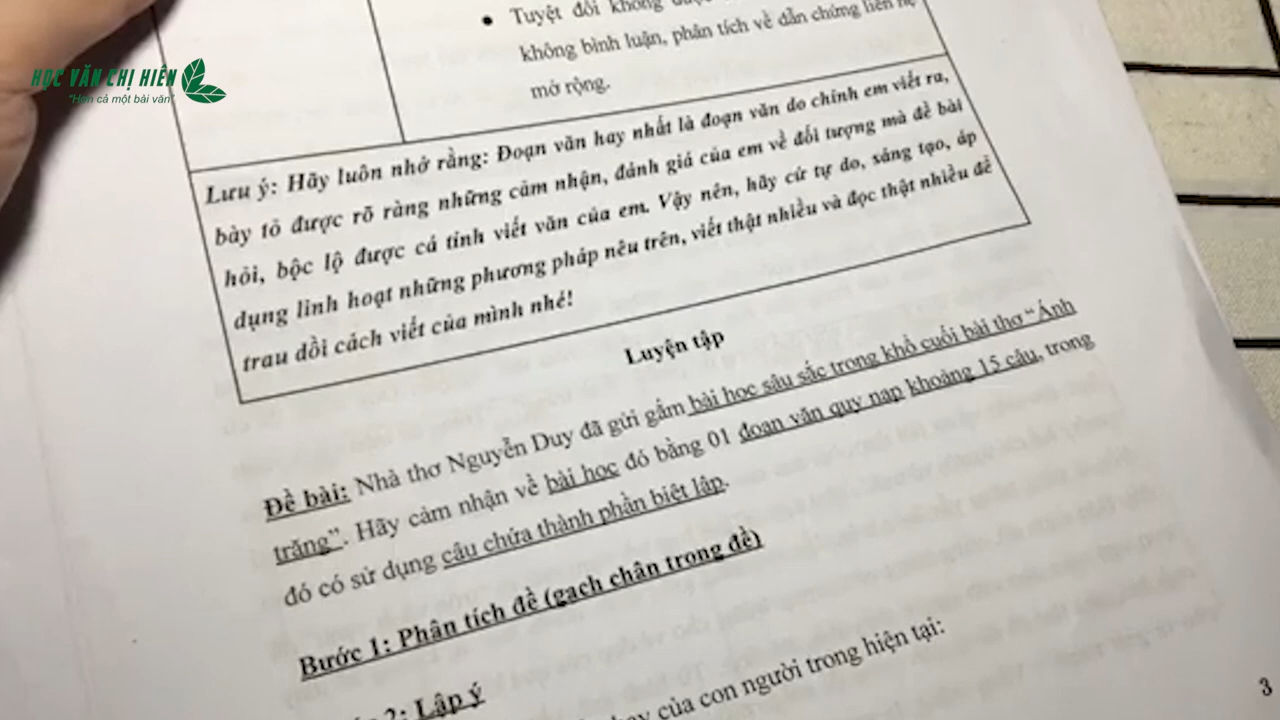 HỌC VĂN CHỊ HIÊN
"Hơn cả một bài văn"
• Tuyệt đối không
không bình luận, phân tích về dẫn chứng liên hệ
mở rộng.
Lưu ý: Hãy luôn nhớ rằng: Đoạn văn hay nhất là đoạn văn do chính em viết ra,
bày tỏ được rõ ràng những cảm nhận, đánh giá của em về đối tượng mà đề bài
hỏi, bộc lộ được cá tính viết văn của em. Vậy nên, hãy cứ tự do, sáng tạo, áp
dụng linh hoạt những phương pháp nêu trên, viết thật nhiều và đọc thật nhiều để
trau dồi cách viết của mình nhé!
Luyện tập
Đề bài: Nhà thơ Nguyễn Duy đã gửi gắm bài học sâu sắc trong khổ cuối bài thơ "Ánh
trăng". Hãy cảm nhận về bài học đó bằng 01 đoạn văn quy nạp khoảng 15 câu, trong
đó có sử dụng câu chứa thành phần biệt lập.
Bước 1: Phân tích đề (gạch chân trong đề)
2: Lập ý
của con người trong hiện tại:
3